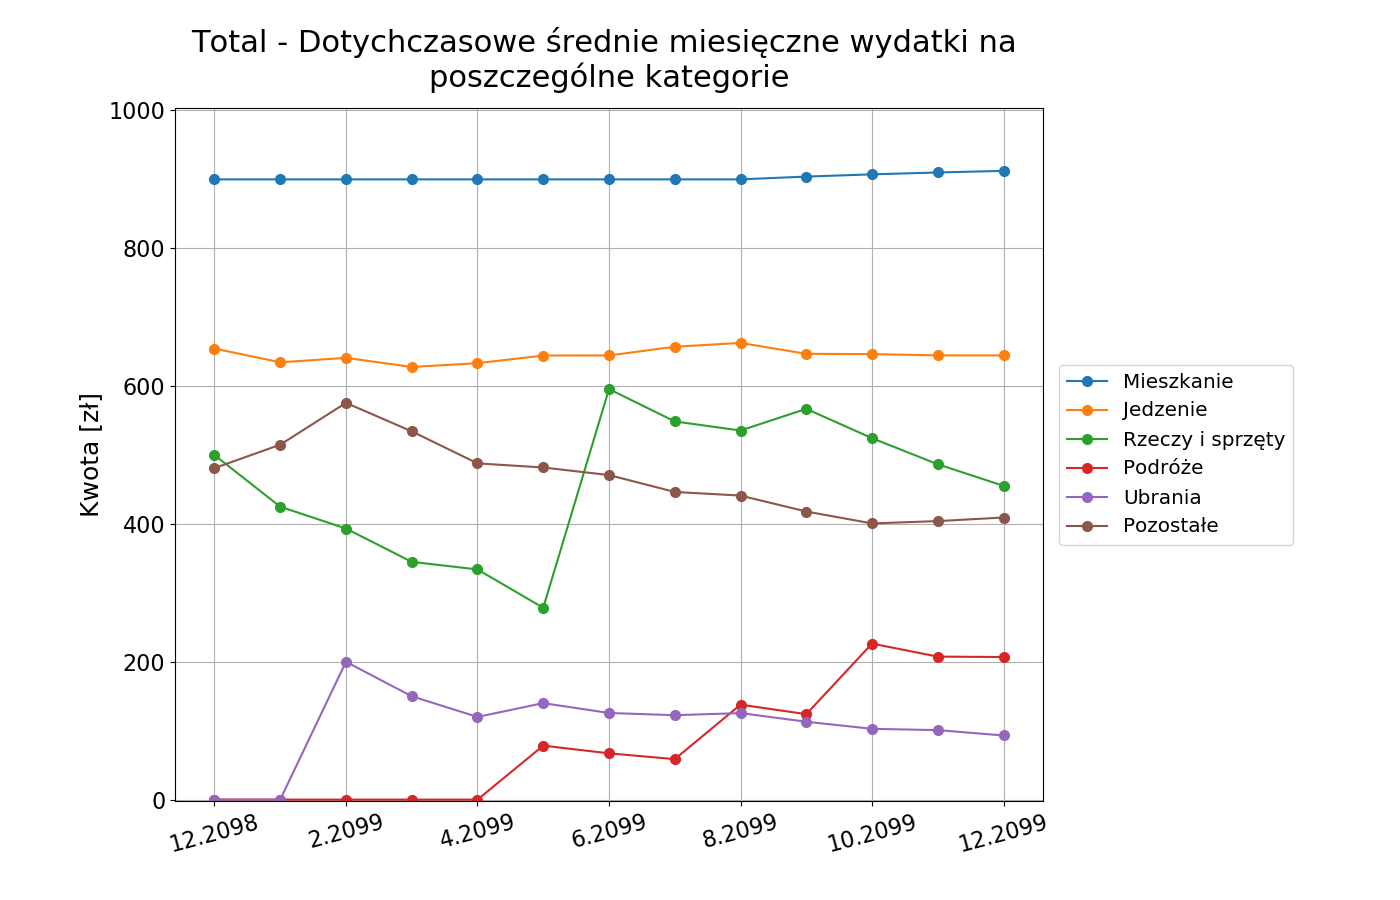 Total - Dotychczasowe średnie miesięczne wydatki na
poszczególne kategorie
1000
800
600
400
200
0
Kwota [zł]
12.2098
2.2099
4.2099
6.2099
8.2099
10.2099
12.2099
Mieszkanie
Jedzenie
Rzeczy i sprzęty
Podróże
Ubrania
Pozostałe